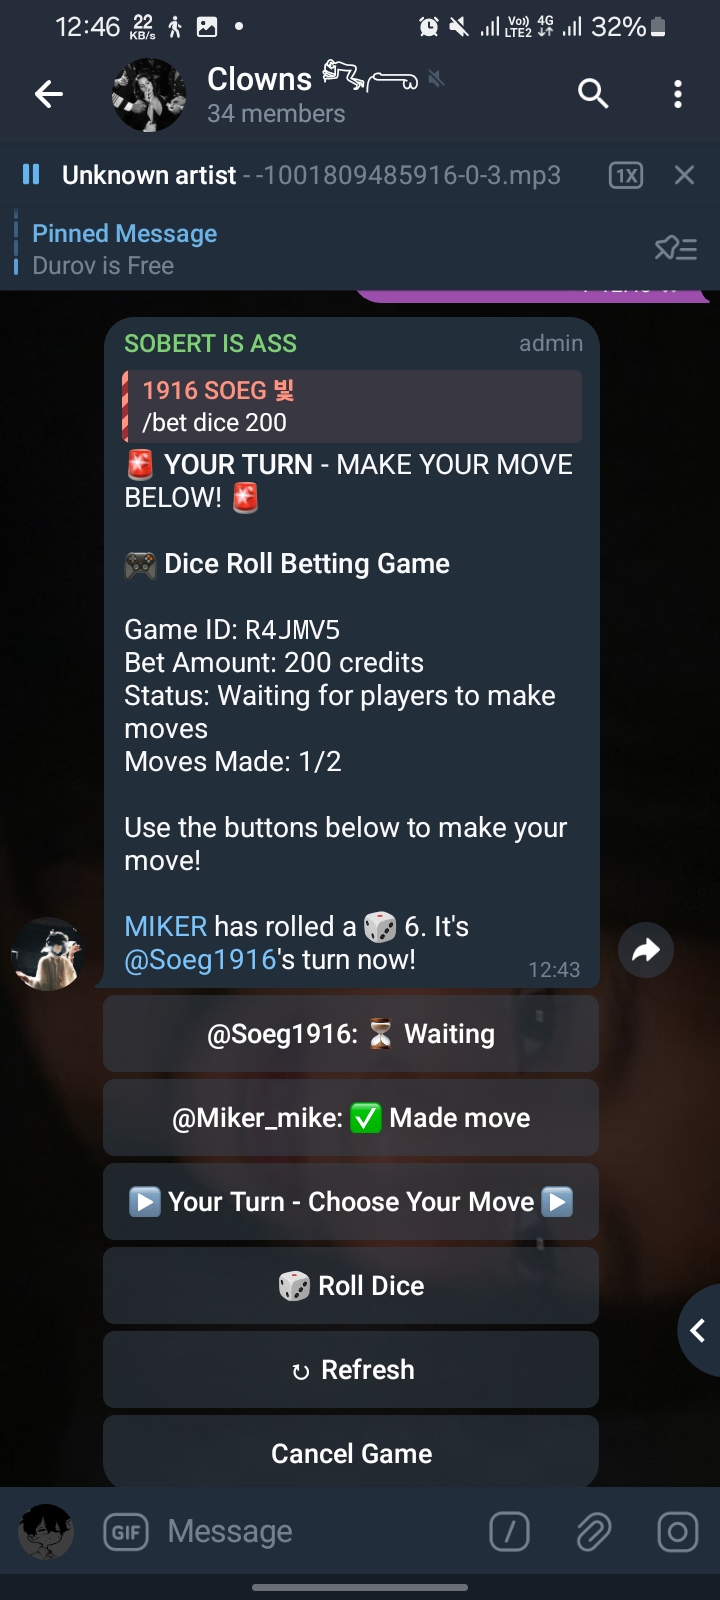 12:46 22 KB/s Vo) LTE2 4G 32%
Clowns
34 members
Unknown artist - -1001809485916-0-3.mp3 1X
Pinned Message
Durov is Free
SOBERT IS ASS admin
1916 SOEG 빛
/bet dice 200
🚨 YOUR TURN - MAKE YOUR MOVE
BELOW! 🚨
🎮 Dice Roll Betting Game
Game ID: R4JMV5
Bet Amount: 200 credits
Status: Waiting for players to make
moves
Moves Made: 1/2
Use the buttons below to make your
move!
MIKER has rolled a 🎲 6. It's
@Soeg1916's turn now!
12:43
@Soeg1916: ⏳ Waiting
@Miker_mike: ✅ Made move
▶️ Your Turn - Choose Your Move ▶️
🎲 Roll Dice
↻ Refresh
Cancel Game
GIF Message